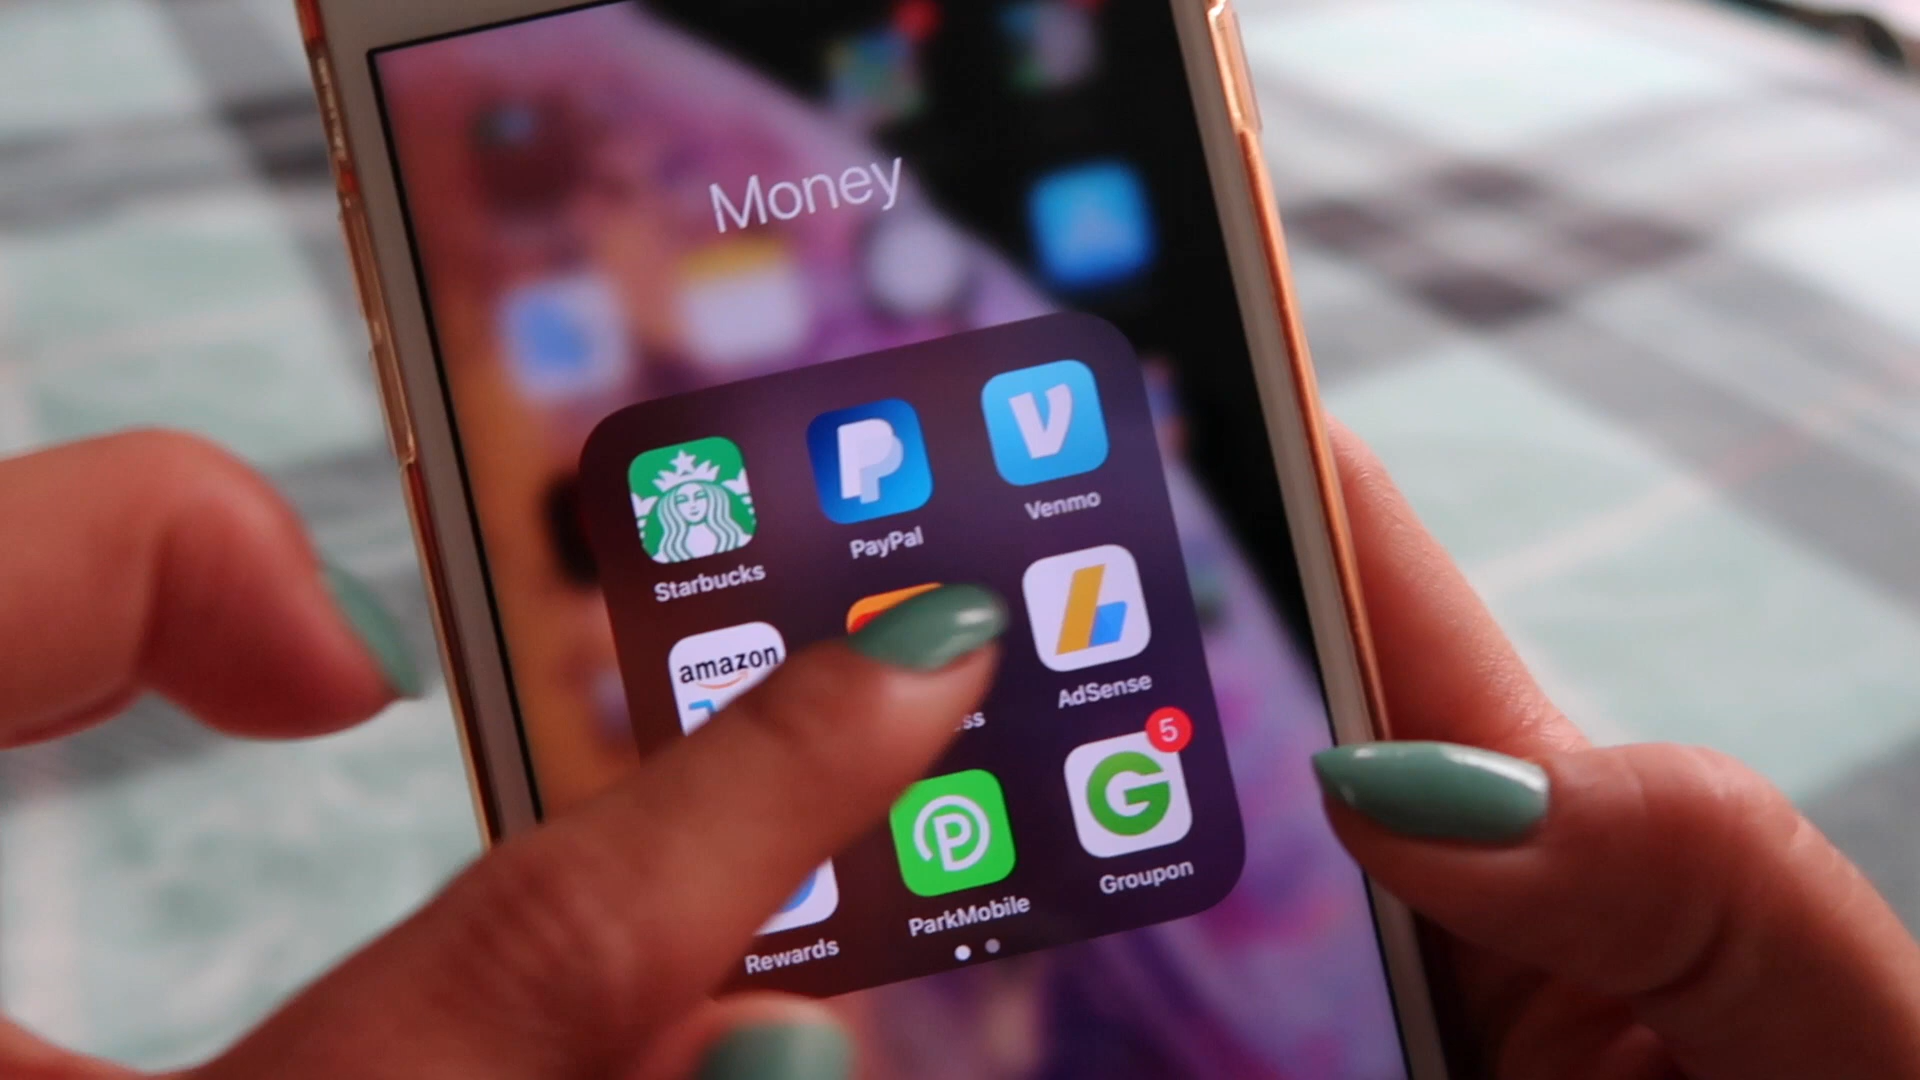 Money
Starbucks
PayPal
Venmo
amazon
AdSense
5
Rewards
ParkMobile
Groupon